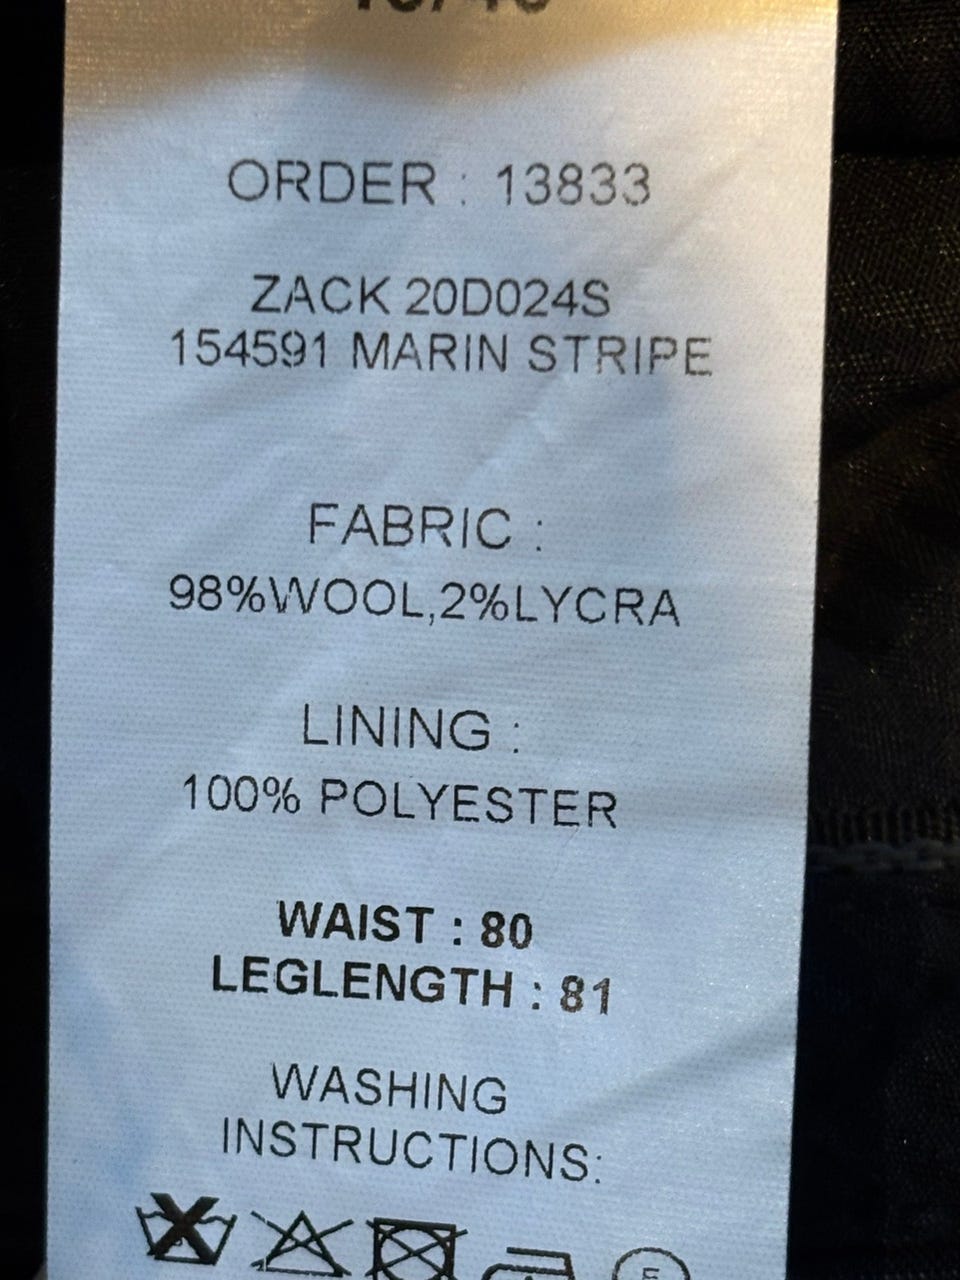 ORDER : 13833
ZACK 20D024S
154591 MARIN STRIPE
FABRIC :
98%WOOL,2%LYCRA
LINING :
100% POLYESTER
WAIST : 80
LEGLENGTH : 81
WASHING
INSTRUCTIONS: